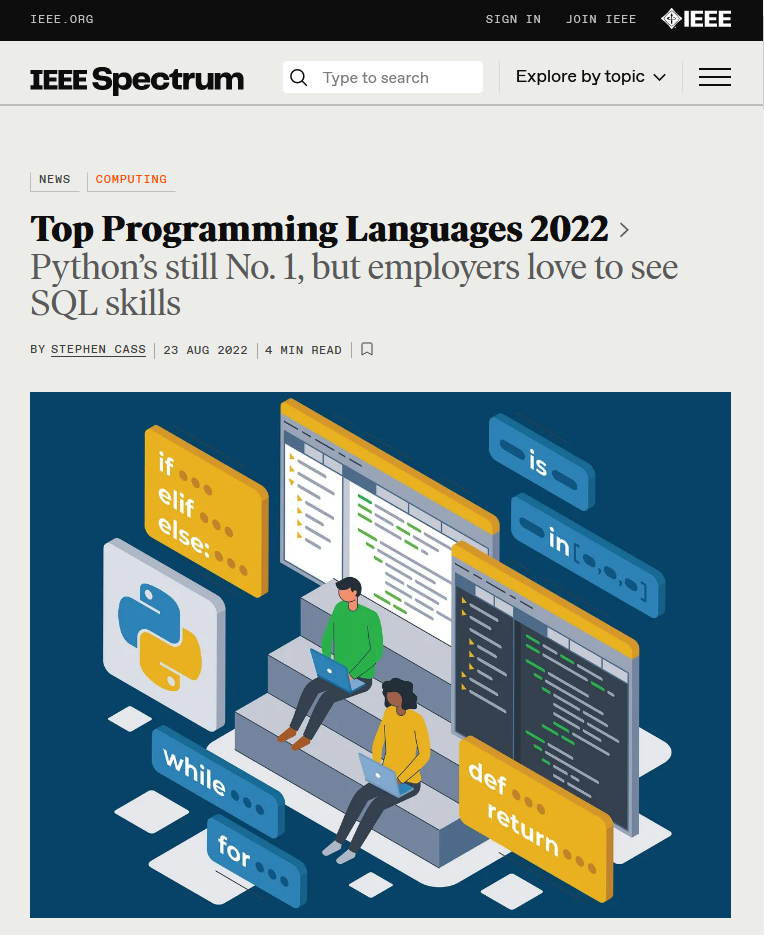 IEEE.ORG
SIGN IN
JOIN IEEE
IEEE
IEEE Spectrum
Type to search
Explore by topic
NEWS
COMPUTING
Top Programming Languages 2022
Python's still No. 1, but employers love to see
SQL skills
BY STEPHEN CASS
23 AUG 2022
4 MIN READ
if
elif
else:
is
in [ , , ]
while
for
def
return